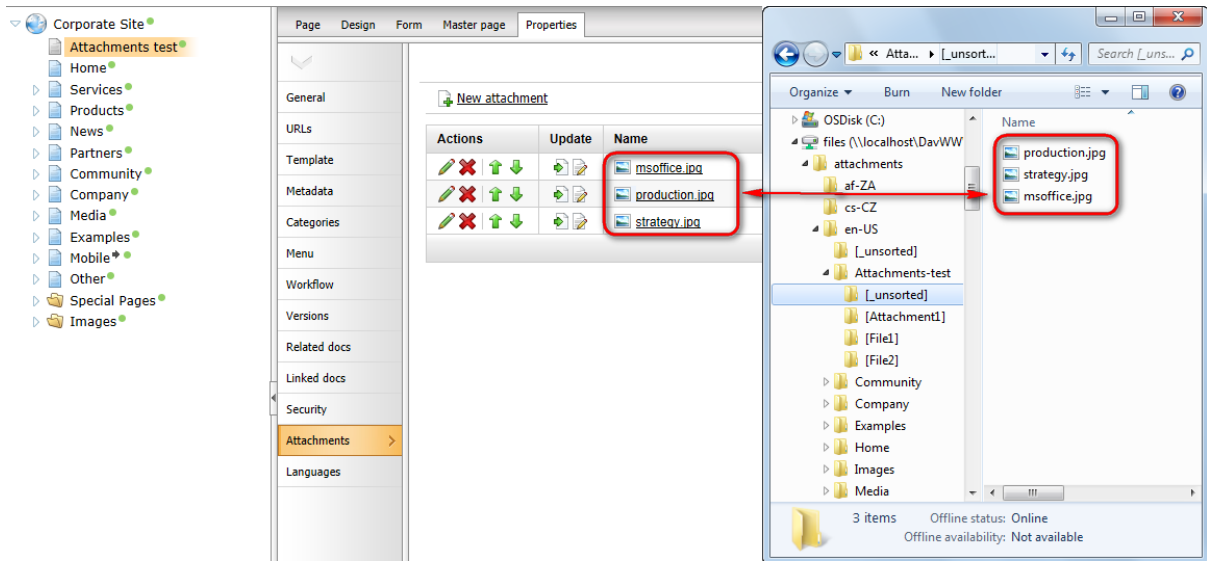 Corporate Site
Attachments test
Home
Services
Products
News
Partners
Community
Company
Media
Examples
Mobile
Other
Special Pages
Images
Page Design Form Master page Properties
General
URLs
Template
Metadata
Categories
Menu
Workflow
Versions
Related docs
Linked docs
Security
Attachments
Languages
New attachment
Actions Update Name
msoffice.jpg
production.jpg
strategy.jpg
« Atta... [_unsort... Search [_uns...
Organize Burn New folder
OSDisk (C:)
files (\\localhost\DavWW
attachments
af-ZA
cs-CZ
en-US
[_unsorted]
Attachments-test
[_unsorted]
[Attachment1]
[File1]
[File2]
Community
Company
Examples
Home
Images
Media
Name
production.jpg
strategy.jpg
msoffice.jpg
3 items Offline status: Online
Offline availability: Not available